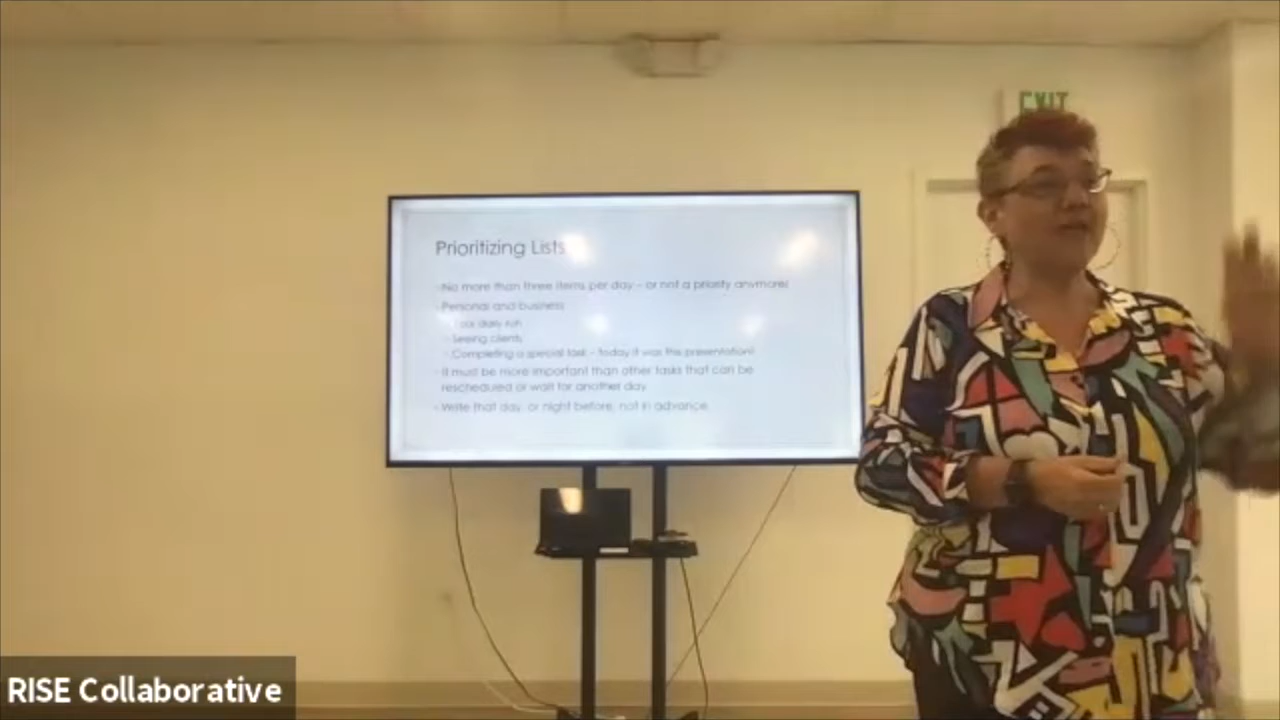 EXIT
Prioritizing Lists
No more than three items per day – or not a priority anymore!
Personal and business
Your daily
Seeing clients
Completing a special task – today it was this presentation!
It must be more important than other tasks that can be
rescheduled or wait for another day
Write that day, or night before, not in advance.
RISE Collaborative